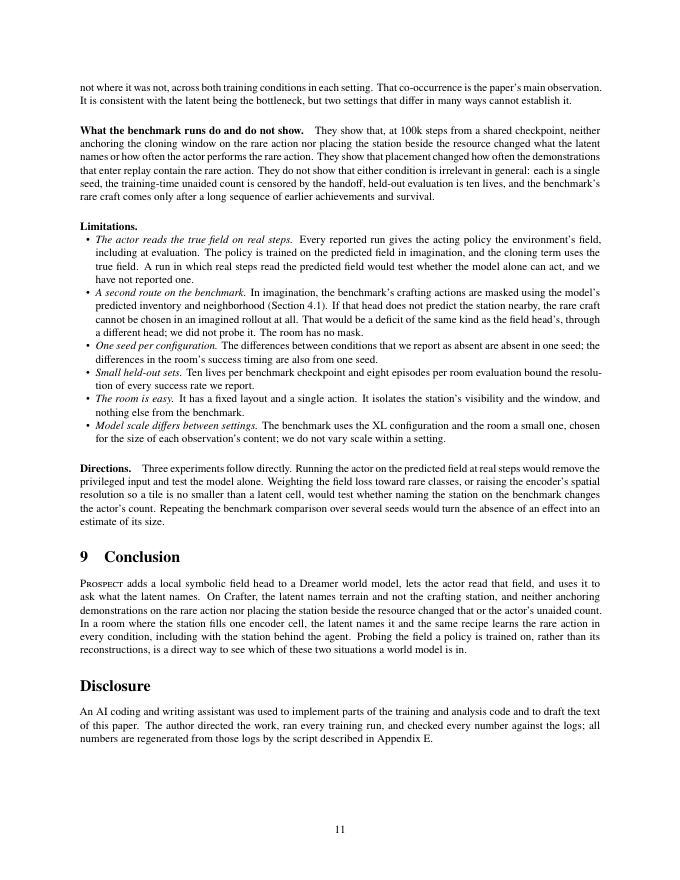 not where it was not, across both training conditions in each setting. That co-occurrence is the paper's main observation.
It is consistent with the latent being the bottleneck, but two settings that differ in many ways cannot establish it.
What the benchmark runs do and do not show. They show that, at 100k steps from a shared checkpoint, neither
anchoring the cloning window on the rare action nor placing the station beside the resource changed what the latent
names or how often the actor performs the rare action. They show that placement changed how often the demonstrations
that enter replay contain the rare action. They do not show that either condition is irrelevant in general: each is a single
seed, the training-time unaided count is censored by the handoff, held-out evaluation is ten lives, and the benchmark's
rare craft comes only after a long sequence of earlier achievements and survival.
Limitations.
• The actor reads the true field on real steps. Every reported run gives the acting policy the environment's field,
including at evaluation. The policy is trained on the predicted field in imagination, and the cloning term uses the
true field. A run in which real steps read the predicted field would test whether the model alone can act, and we
have not reported one.
• A second route on the benchmark. In imagination, the benchmark's crafting actions are masked using the model's
predicted inventory and neighborhood (Section 4.1). If that head does not predict the station nearby, the rare craft
cannot be chosen in an imagined rollout at all. That would be a deficit of the same kind as the field head's, through
a different head; we did not probe it. The room has no mask.
• One seed per configuration. The differences between conditions that we report as absent are absent in one seed; the
differences in the room's success timing are also from one seed.
• Small held-out sets. Ten lives per benchmark checkpoint and eight episodes per room evaluation bound the resolu-
tion of every success rate we report.
• The room is easy. It has a fixed layout and a single action. It isolates the station's visibility and the window, and
nothing else from the benchmark.
• Model scale differs between settings. The benchmark uses the XL configuration and the room a small one, chosen
for the size of each observation's content; we do not vary scale within a setting.
Directions. Three experiments follow directly. Running the actor on the predicted field at real steps would remove the
privileged input and test the model alone. Weighting the field loss toward rare classes, or raising the encoder's spatial
resolution so a tile is no smaller than a latent cell, would test whether naming the station on the benchmark changes
the actor's count. Repeating the benchmark comparison over several seeds would turn the absence of an effect into an
estimate of its size.
9 Conclusion
PROSPECT adds a local symbolic field head to a Dreamer world model, lets the actor read that field, and uses it to
ask what the latent names. On Crafter, the latent names terrain and not the crafting station, and neither anchoring
demonstrations on the rare action nor placing the station beside the resource changed that or the actor's unaided count.
In a room where the station fills one encoder cell, the latent names it and the same recipe learns the rare action in
every condition, including with the station behind the agent. Probing the field a policy is trained on, rather than its
reconstructions, is a direct way to see which of these two situations a world model is in.
Disclosure
An AI coding and writing assistant was used to implement parts of the training and analysis code and to draft the text
of this paper. The author directed the work, ran every training run, and checked every number against the logs; all
numbers are regenerated from those logs by the script described in Appendix E.
11